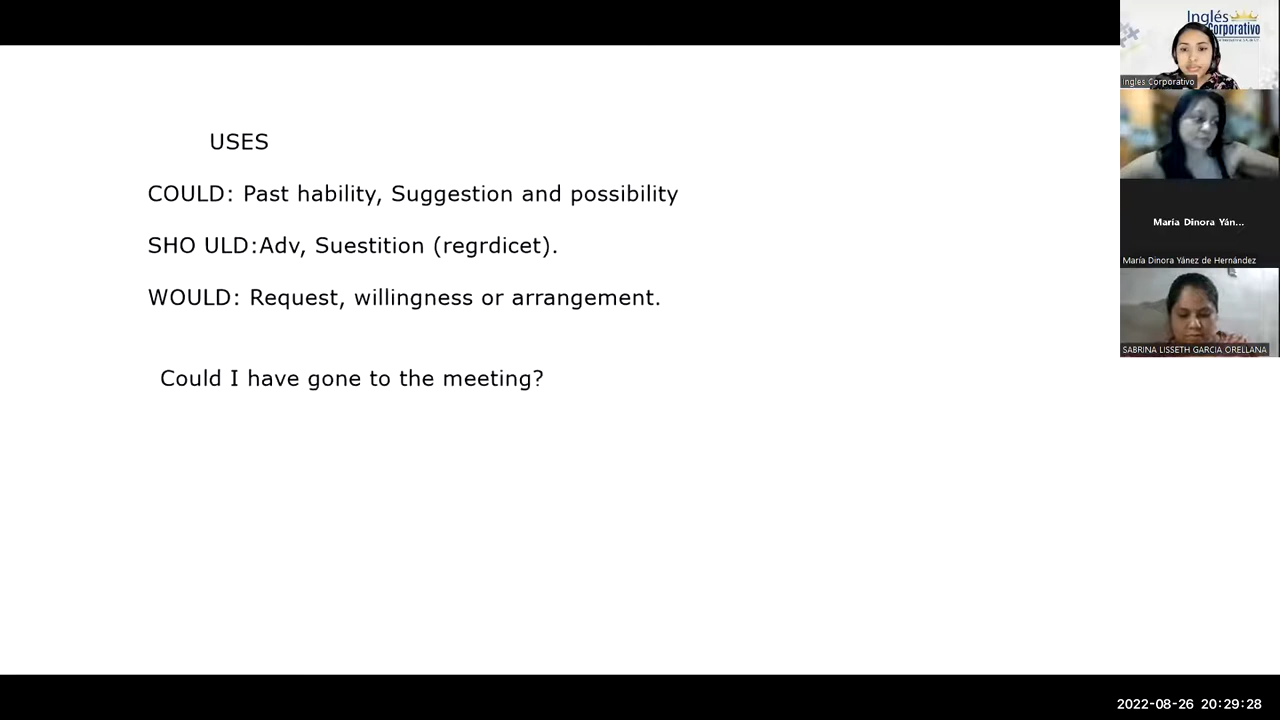 USES
COULD: Past hability, Suggestion and possibility
SHO ULD:Adv, Suestition (regrdicet).
WOULD: Request, willingness or arrangement.
Could I have gone to the meeting?
Inglés
Corporativo
Ingles Corporativo
María Dinora Yán...
María Dinora Yánez de Hernández
SABRINA LISSETH GARCIA ORELLANA
2022-08-26 20:29:28